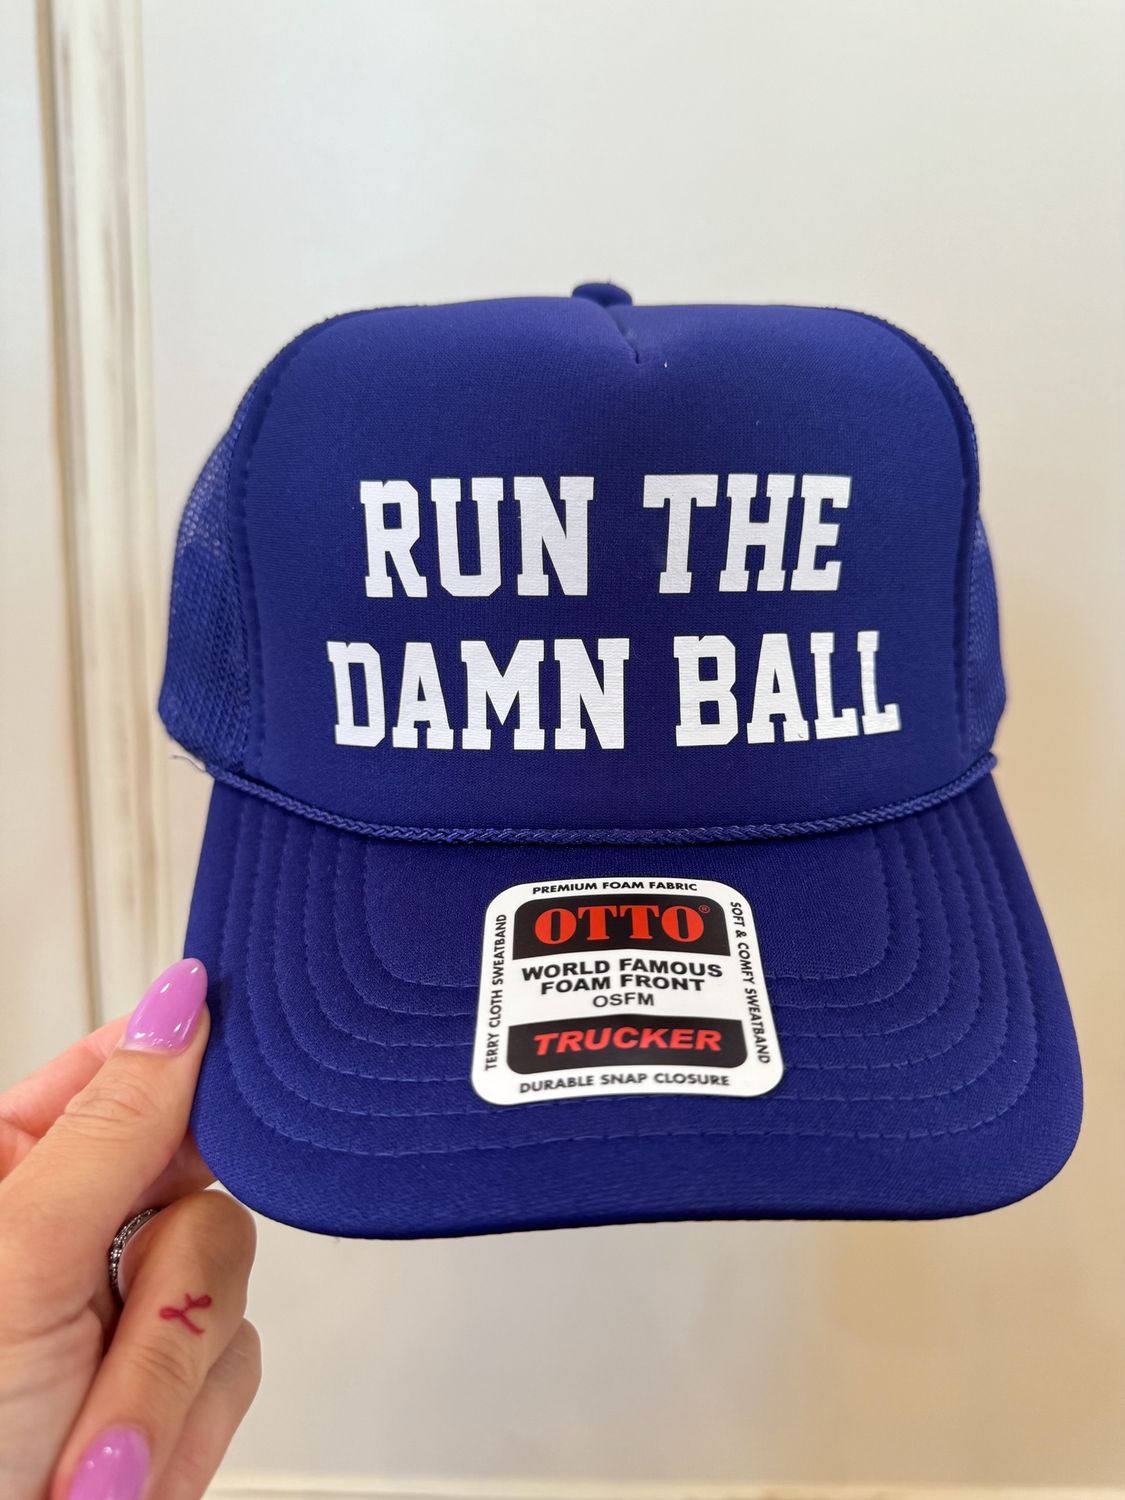 RUN THE
DAMN BALL
PREMIUM FOAM FABRIC
OTTO®
WORLD FAMOUS
FOAM FRONT
OSFM
TRUCKER
DURABLE SNAP CLOSURE
TERRY CLOTH SWEATBAND
SOFT & COMFY SWEATBAND